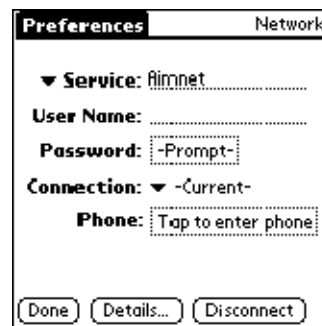 Preferences Network
Service: Aimnet
User Name:
Password: -Prompt-
Connection: -Current-
Phone: Tap to enter phone
Done Details... Disconnect